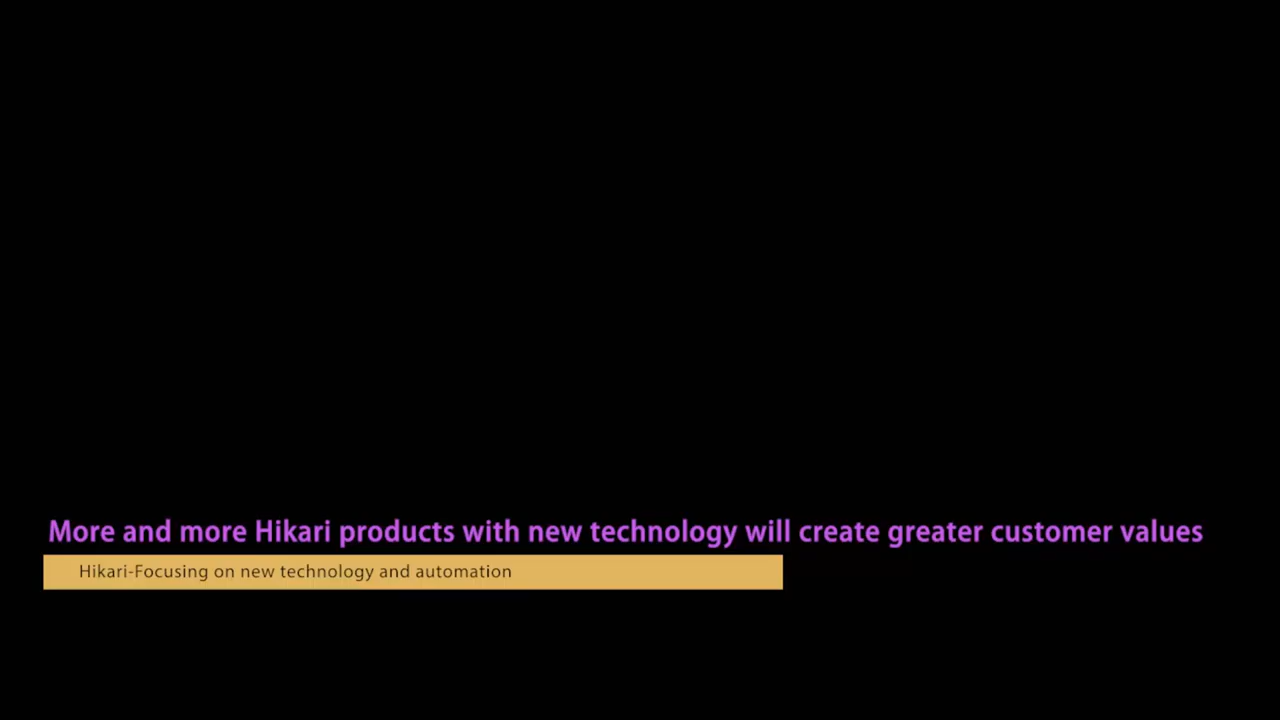 More and more Hikari products with new technology will create greater customer values
Hikari-Focusing on new technology and automation